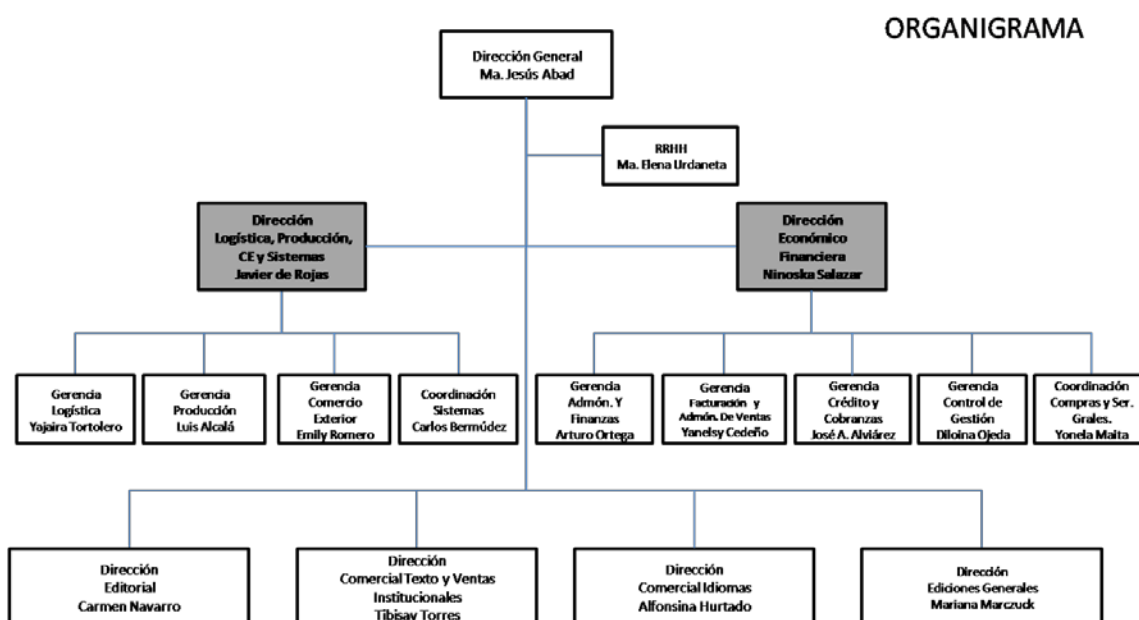 ORGANIGRAMA
Dirección General
Ma. Jesús Abad
RRHH
Ma. Elena Urdaneta
Dirección
Logística, Producción,
CE y Sistemas
Javier de Rojas
Dirección
Económico
Financiera
Ninoska Salazar
Gerencia
Logística
Yajaira Tortolero
Gerencia
Producción
Luis Alcalá
Gerencia
Comercio
Exterior
Emily Romero
Coordinación
Sistemas
Carlos Bermúdez
Gerencia
Admón. Y
Finanzas
Arturo Ortega
Gerencia
Facturación y
Admón. De Ventas
Yanelsy Cedeño
Gerencia
Crédito y
Cobranzas
José A. Alviárez
Gerencia
Control de
Gestión
Diloina Ojeda
Coordinación
Compras y Ser.
Grales.
Yonela Maita
Dirección
Editorial
Carmen Navarro
Dirección
Comercial Texto y Ventas
Institucionales
Tibisay Torres
Dirección
Comercial Idiomas
Alfonsina Hurtado
Dirección
Ediciones Generales
Mariana Marczuck